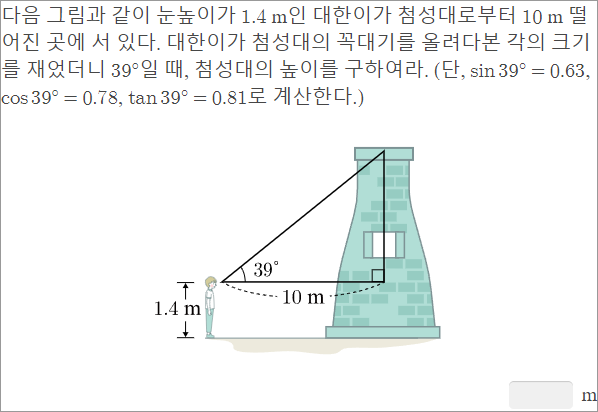 다음 그림과 같이 눈높이가 1.4 m인 대한이가 첨성대로부터 10 m 떨
어진 곳에 서 있다. 대한이가 첨성대의 꼭대기를 올려다본 각의 크기
를 재었더니 39°일 때, 첨성대의 높이를 구하여라. (단, sin 39° = 0.63,
cos 39° = 0.78, tan 39° = 0.81로 계산한다.)
39°
10 m
1.4 m
m